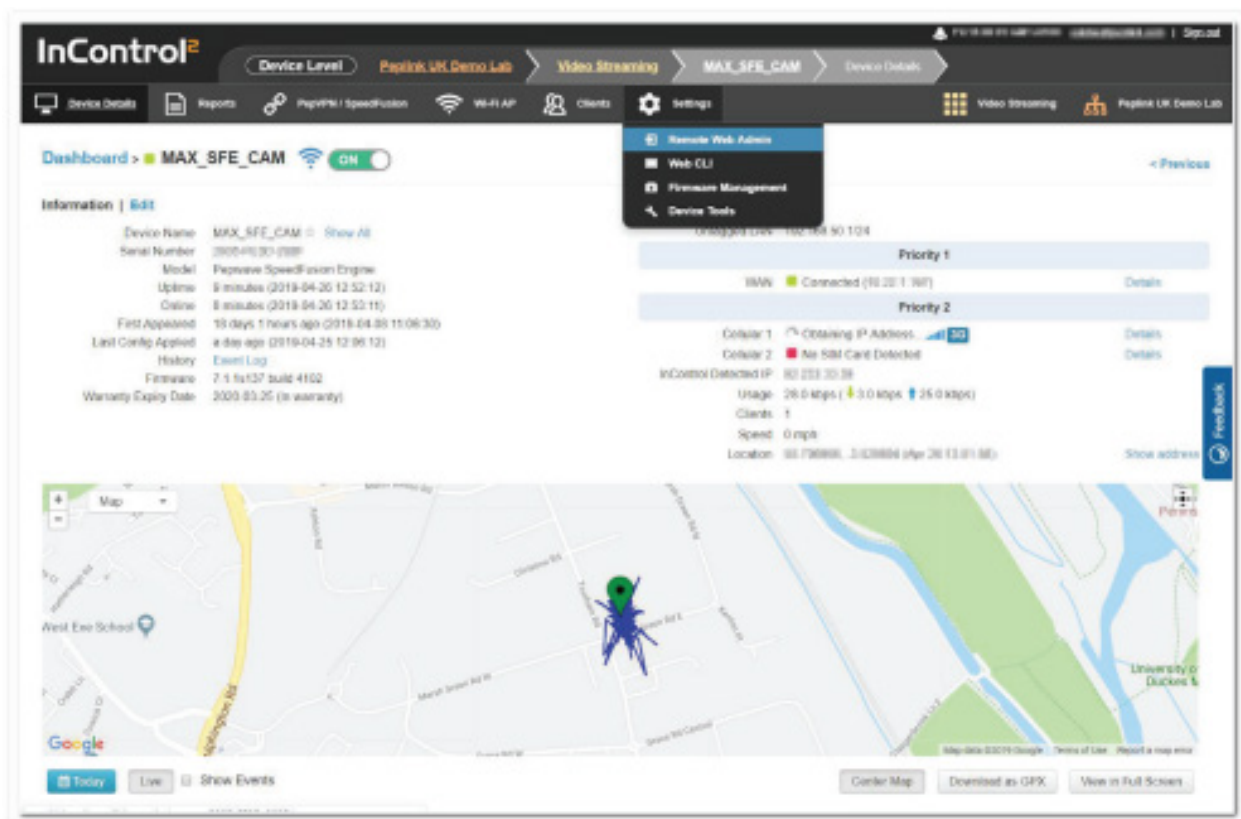 InControl²
| Sign out
Device Level Peplink UK Demo Lab Video Streaming MAX_SFE_CAM Device Details
Device Details Reports PepVPN / SpeedFusion Wi-Fi AP Clients Settings Video Streaming Peplink UK Demo Lab
Remote Web Admin
Web CLI
Firmware Management
Device Tools
Dashboard > MAX_SFE_CAM ON
< Previous
Information | Edit
Device Name MAX_SFE_CAM Show All
Serial Number
Model Pepwave SpeedFusion Engine
Uptime 9 minutes (2019-04-26 12:52:12)
Online 8 minutes (2019-04-26 12:53:11)
First Appeared 18 days 1 hours ago (2019-04-08 11:06:30)
Last Config Applied a day ago (2019-04-25 12:06:12)
History Event Log
Firmware 7.1.1s137 build 4102
Warranty Expiry Date 2020-03-25 (in warranty)
Untagged LAN 192.168.50.1/24
Priority 1
WAN Connected Details
Priority 2
Cellular 1 Obtaining IP Address... 3G Details
Cellular 2 No SIM Card Detected Details
InControl Detected IP
Usage 28.0 kbps ( 3.0 kbps 25.0 kbps)
Clients 1
Speed 0 mph
Location Show address
Feedback
+ Map
-
West Exe School
Google
Map data ©2019 Google Terms of Use Report a map error
Today Live Show Events Center Map Download as GPX View in Full Screen